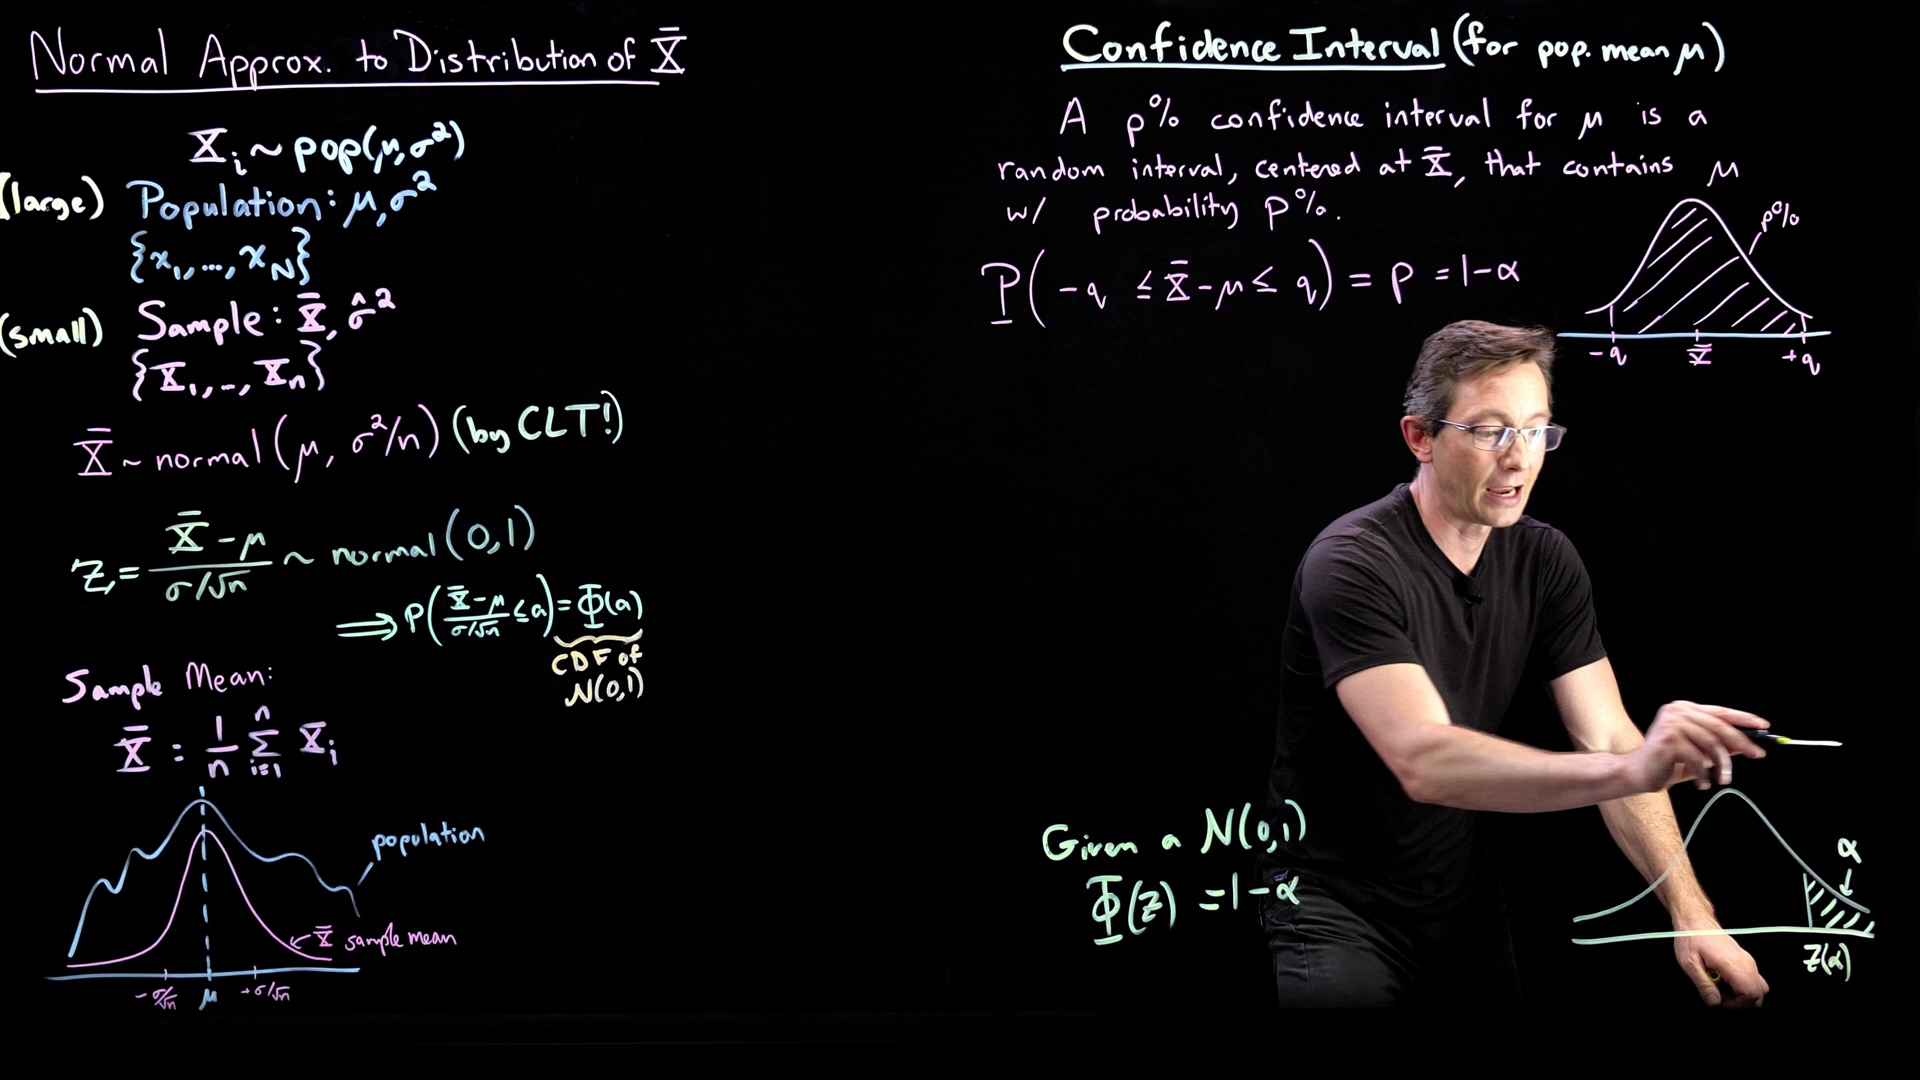 Normal Approx. to Distribution of X̄
Xᵢ ~ pop(μ, σ²)
(large) Population: μ, σ²
{x₁, ..., x_N}
(small) Sample: X̄, σ̂²
{X₁, .., Xₙ}
X̄ ~ normal(μ, σ²/n) (by CLT!)
Z = (X̄ - μ)/(σ/√n) ~ normal(0,1)
⟹ P((X̄ - μ)/(σ/√n) ≤ a) = Φ(a)
CDF of
N(0,1)
Sample Mean:
X̄ = 1/n Σᵢ₌₁ⁿ Xᵢ
population
X̄ sample mean
-σ/√n μ +σ/√n
Confidence Interval (for pop. mean μ)
A p% confidence interval for μ is a
random interval, centered at X̄, that contains μ
w/ probability p%.
P(-q ≤ X̄ - μ ≤ q) = p = 1-α
p%
-q X̄ +q
Given a N(0,1)
Φ(z) = 1-α
α
z(α)